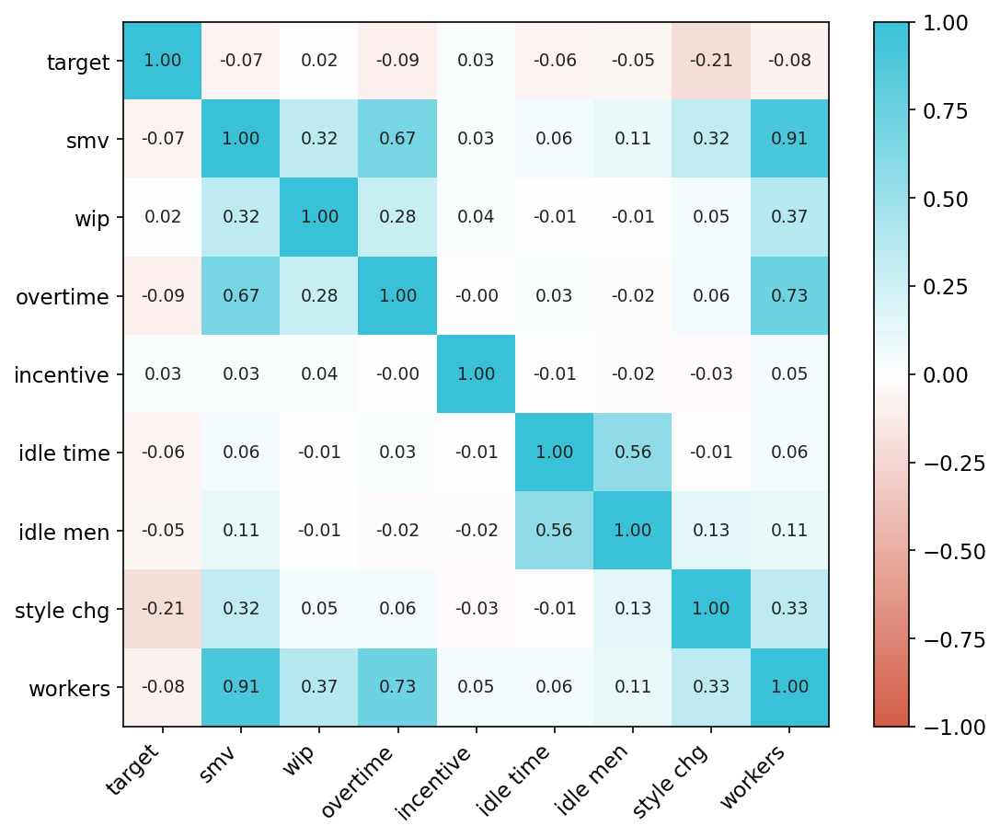 target 1.00 -0.07 0.02 -0.09 0.03 -0.06 -0.05 -0.21 -0.08
smv -0.07 1.00 0.32 0.67 0.03 0.06 0.11 0.32 0.91
wip 0.02 0.32 1.00 0.28 0.04 -0.01 -0.01 0.05 0.37
overtime -0.09 0.67 0.28 1.00 -0.00 0.03 -0.02 0.06 0.73
incentive 0.03 0.03 0.04 -0.00 1.00 -0.01 -0.02 -0.03 0.05
idle time -0.06 0.06 -0.01 0.03 -0.01 1.00 0.56 -0.01 0.06
idle men -0.05 0.11 -0.01 -0.02 -0.02 0.56 1.00 0.13 0.11
style chg -0.21 0.32 0.05 0.06 -0.03 -0.01 0.13 1.00 0.33
workers -0.08 0.91 0.37 0.73 0.05 0.06 0.11 0.33 1.00
target smv wip overtime incentive idle time idle men style chg workers
1.00
0.75
0.50
0.25
0.00
−0.25
−0.50
−0.75
−1.00